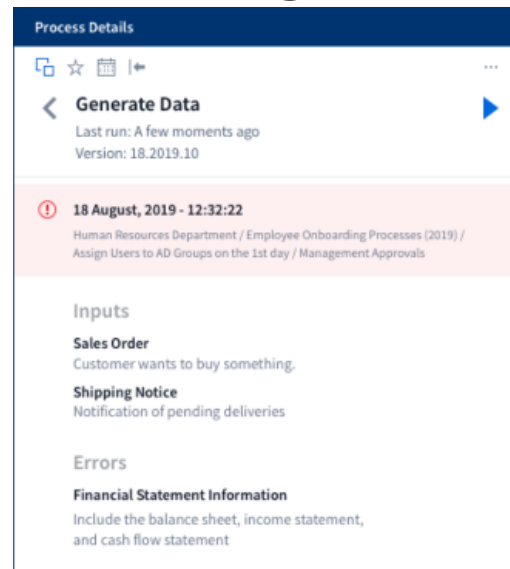 Process Details
Generate Data
Last run: A few moments ago
Version: 18.2019.10
18 August, 2019 - 12:32:22
Human Resources Department / Employee Onboarding Processes (2019) /
Assign Users to AD Groups on the 1st day / Management Approvals
Inputs
Sales Order
Customer wants to buy something.
Shipping Notice
Notification of pending deliveries
Errors
Financial Statement Information
Include the balance sheet, income statement,
and cash flow statement